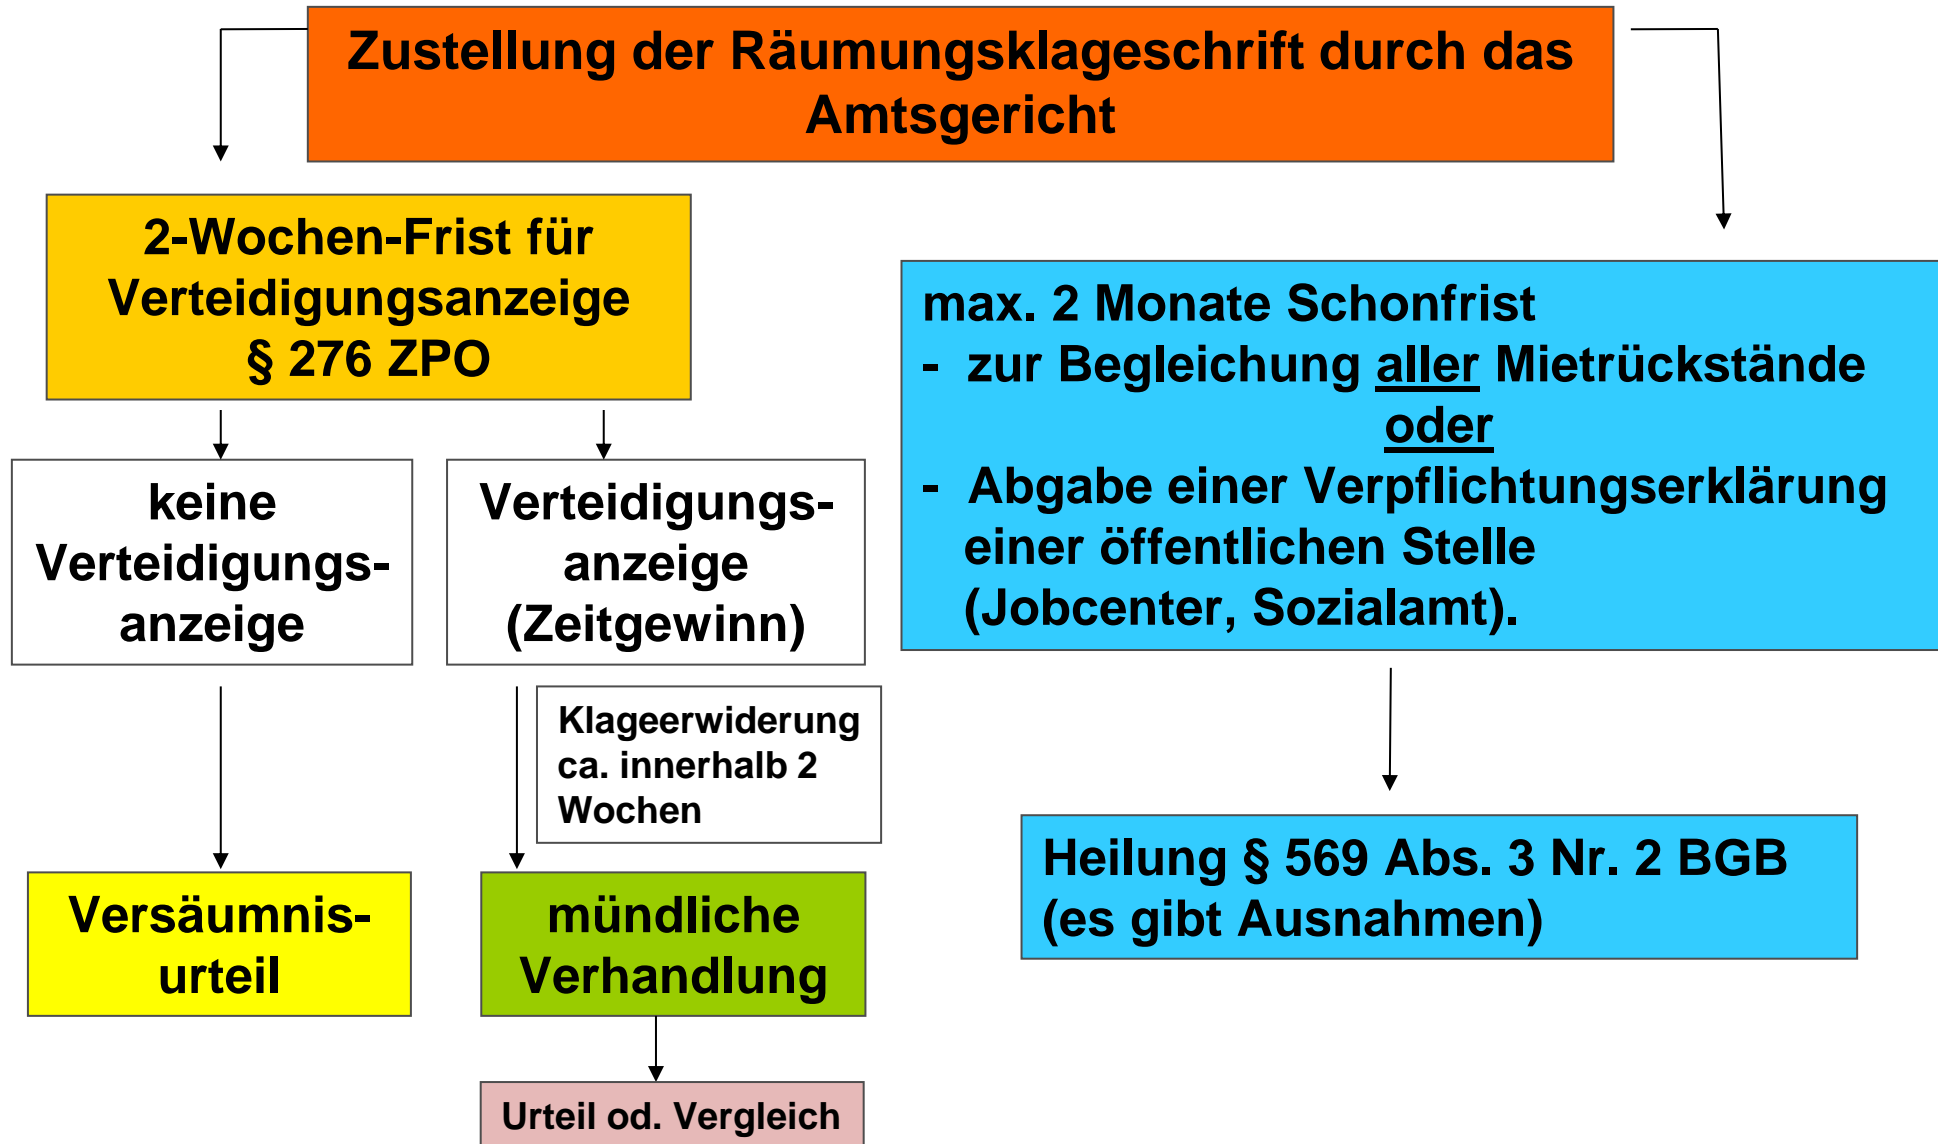 Zustellung der Räumungsklageschrift durch das
Amtsgericht
2-Wochen-Frist für
Verteidigungsanzeige
§ 276 ZPO
keine
Verteidigungs-
anzeige
Verteidigungs-
anzeige
(Zeitgewinn)
Klageerwiderung
ca. innerhalb 2
Wochen
Versäumnis-
urteil
mündliche
Verhandlung
Urteil od. Vergleich
max. 2 Monate Schonfrist
- zur Begleichung aller Mietrückstände
oder
- Abgabe einer Verpflichtungserklärung
einer öffentlichen Stelle
(Jobcenter, Sozialamt).
Heilung § 569 Abs. 3 Nr. 2 BGB
(es gibt Ausnahmen)